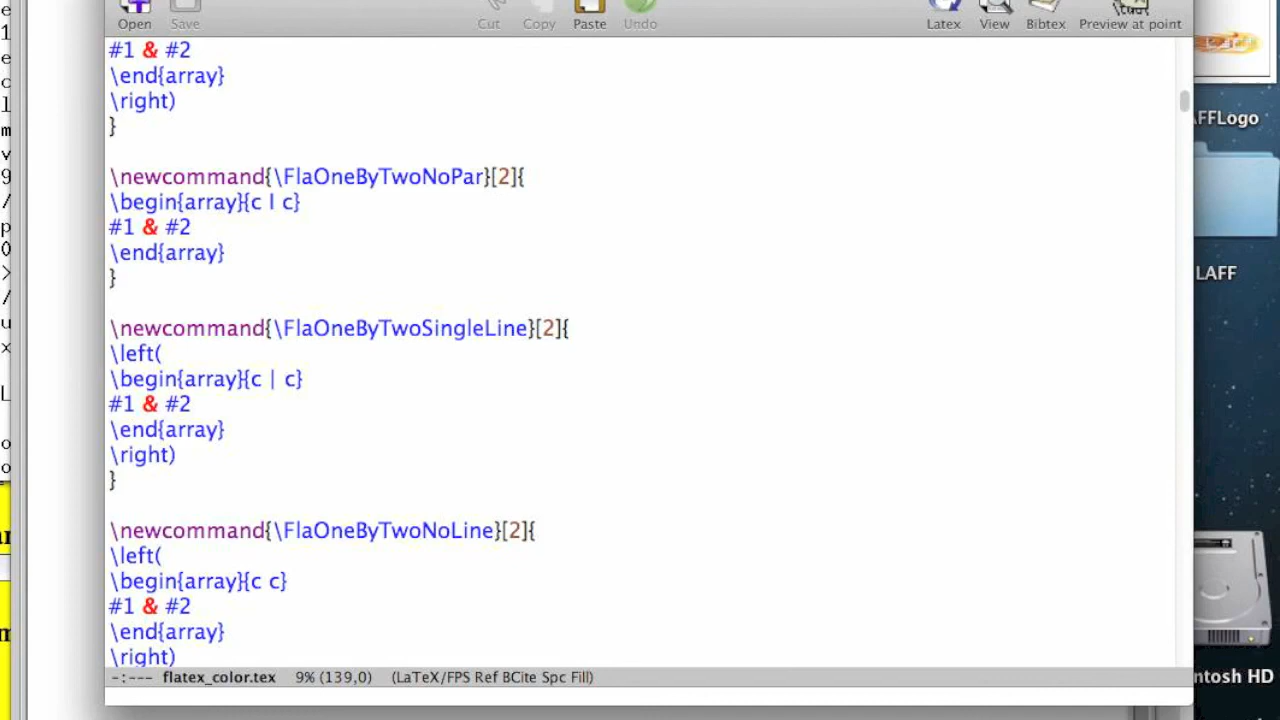 Open Save Cut Copy Paste Undo Latex View Bibtex Preview at point
#1 & #2
\end{array}
\right)
}
\newcommand{\FlaOneByTwoNoPar}[2]{
\begin{array}{c I c}
#1 & #2
\end{array}
}
\newcommand{\FlaOneByTwoSingleLine}[2]{
\left(
\begin{array}{c | c}
#1 & #2
\end{array}
\right)
}
\newcommand{\FlaOneByTwoNoLine}[2]{
\left(
\begin{array}{c c}
#1 & #2
\end{array}
\right)
-:--- flatex_color.tex 9% (139,0) (LaTeX/FPS Ref BCite Spc Fill)
AFFLogo
LAFF
ntosh HD